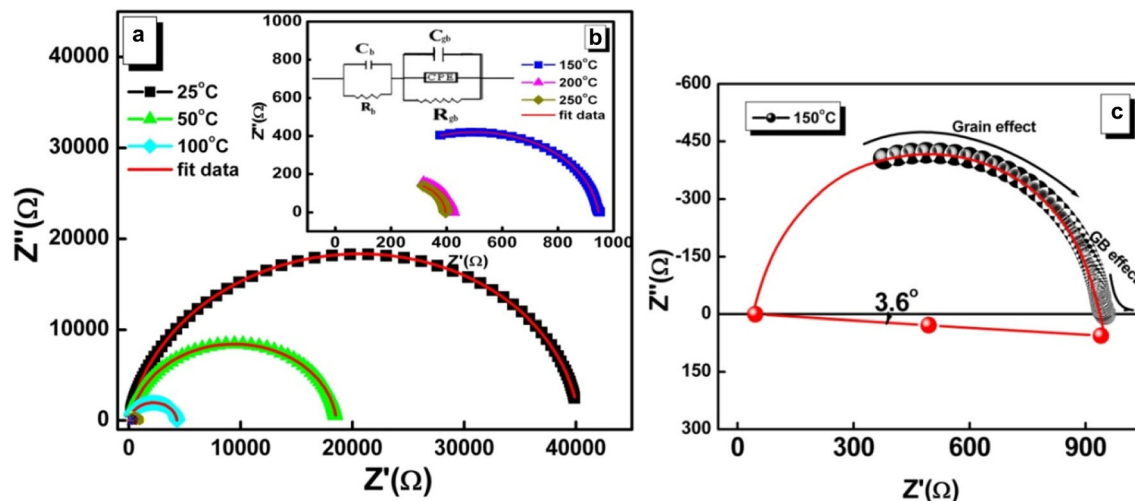 a
40000
30000
20000
10000
0
Z''(Ω)
25°C
50°C
100°C
fit data
0
10000
20000
30000
40000
Z'(Ω)
b
1000
800
600
400
200
0
Z''(Ω)
C_b
R_b
C_gb
CFE
R_gb
150°C
200°C
250°C
fit data
0
200
400
600
800
1000
Z'(Ω)
c
-600
-450
-300
-150
0
150
300
Z''(Ω)
150°C
Grain effect
GB effect
3.6°
0
300
600
900
Z'(Ω)